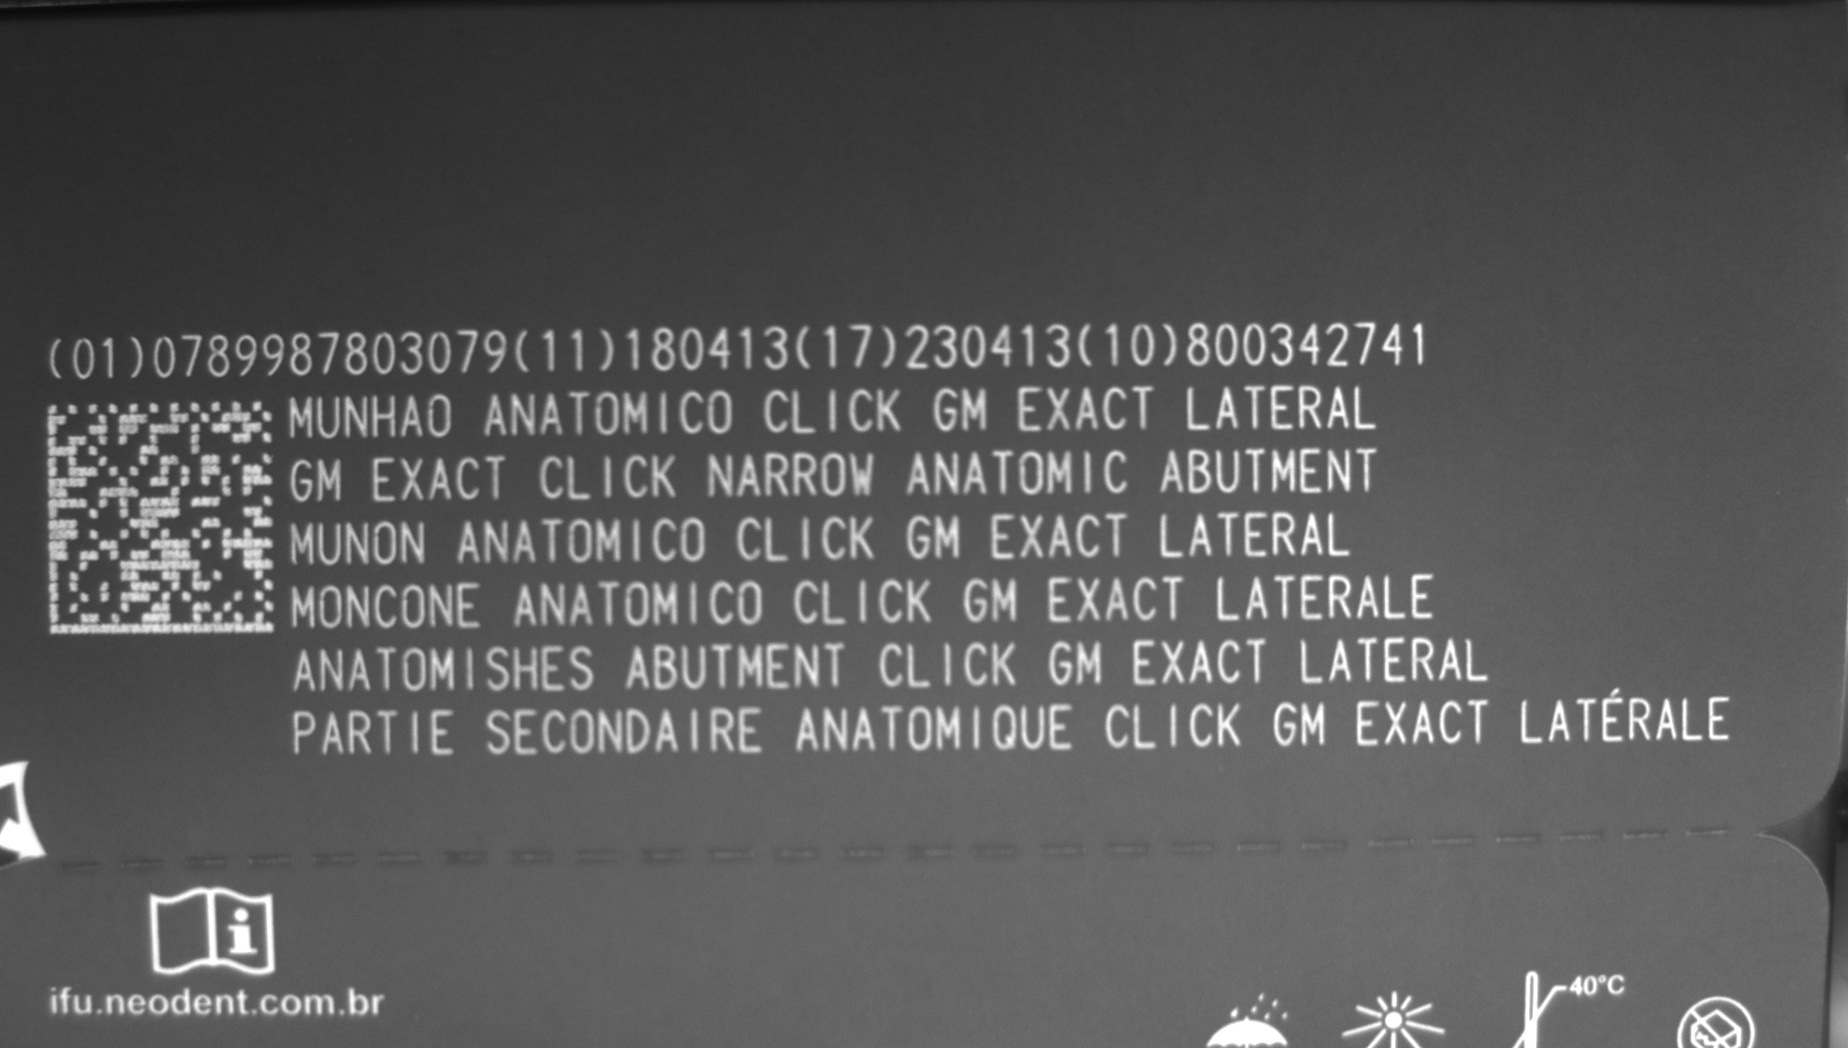 (01)0789987803079(11)180413(17)230413(10)800342741
MUNHAO ANATOMICO CLICK GM EXACT LATERAL
GM EXACT CLICK NARROW ANATOMIC ABUTMENT
MUNON ANATOMICO CLICK GM EXACT LATERAL
MONCONE ANATOMICO CLICK GM EXACT LATERALE
ANATOMISHES ABUTMENT CLICK GM EXACT LATERAL
PARTIE SECONDAIRE ANATOMIQUE CLICK GM EXACT LATÉRALE
i
ifu.neodent.com.br
40°C